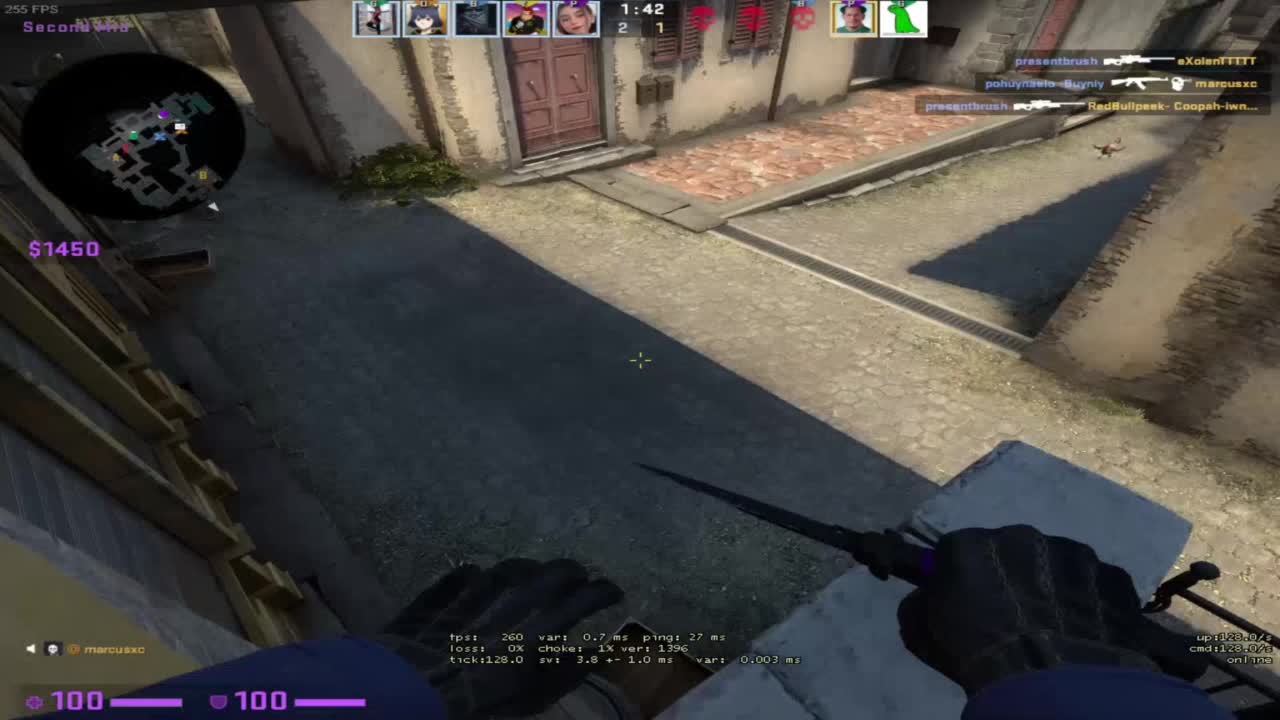 255 FPS
Second Mid
1:42
2 1
presentbrush eXolenTTTTT
pohuynaelo -Buyniy marcusxc
presentbrush RedBullpeek- Coopah-iwn...
B
$1450
marcusxc
fps: 260 var: 0.7 ms ping: 27 ms
loss: 0% choke: 1% ver: 1396
tick:128.0 sv: 3.8 +- 1.0 ms var: 0.003 ms
up:128.0/s
cmd:128.0/s
online
100 100